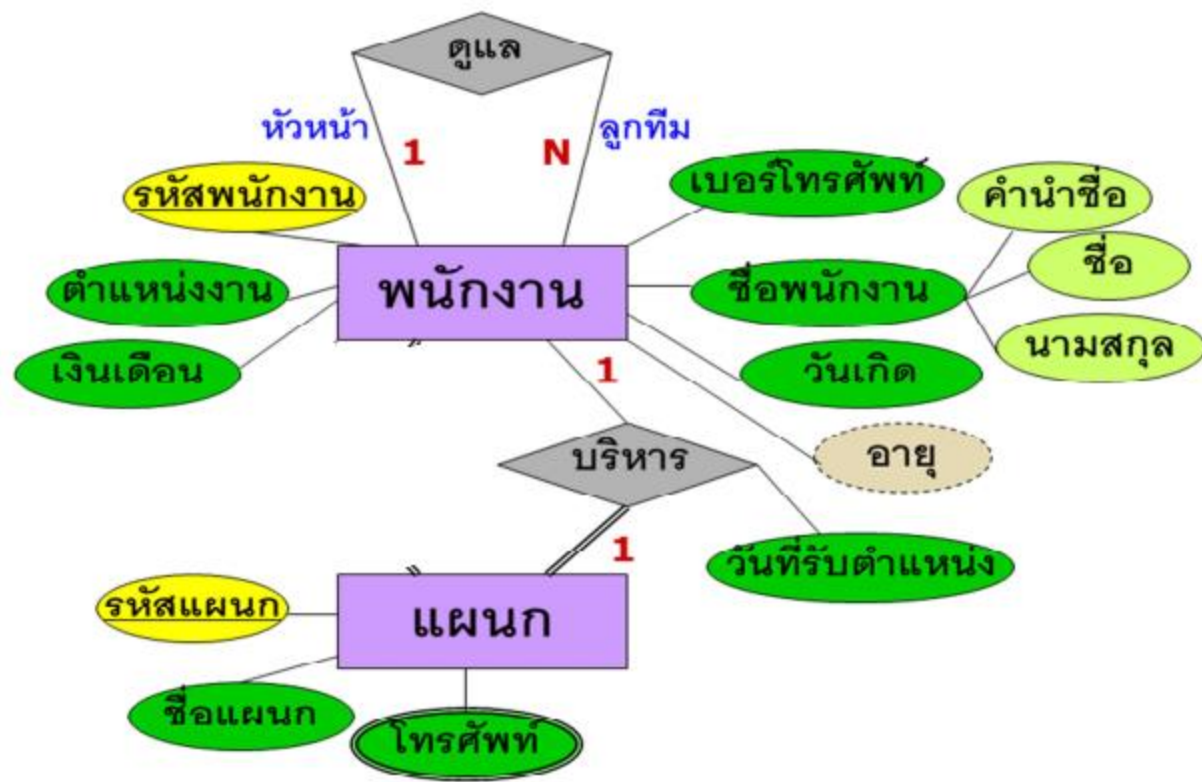 ดูแล
หัวหน้า
1
N
ลูกทีม
รหัสพนักงาน
เบอร์โทรศัพท์
คำนำชื่อ
ตำแหน่งงาน
พนักงาน
ชื่อพนักงาน
ชื่อ
นามสกุล
เงินเดือน
1
วันเกิด
บริหาร
อายุ
1
วันที่รับตำแหน่ง
รหัสแผนก
แผนก
ชื่อแผนก
โทรศัพท์